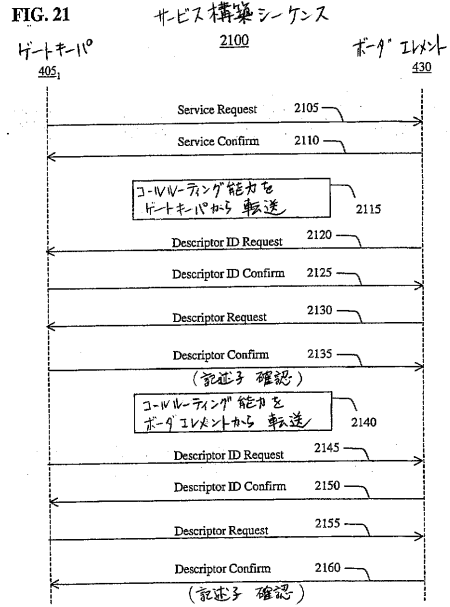 FIG. 21
サービス構築シーケンス
2100
ゲートキーパ
ボーダエレメント
405₁
430
Service Request 2105
Service Confirm 2110
コールルーティング能力を
ゲートキーパから 転送
2115
Descriptor ID Request 2120
Descriptor ID Confirm 2125
Descriptor Request 2130
Descriptor Confirm 2135
(記述子 確認)
コールルーティング能力を
ボーダエレメントから 転送
2140
Descriptor ID Request 2145
Descriptor ID Confirm 2150
Descriptor Request 2155
Descriptor Confirm 2160
(記述子 確認)